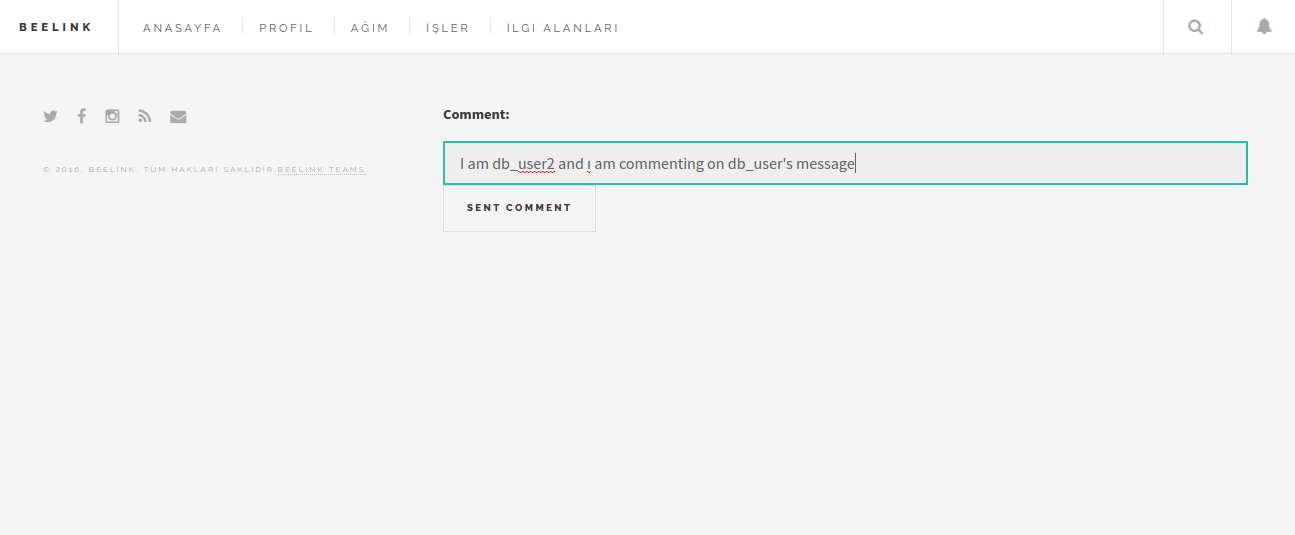 BEELINK
ANASAYFA PROFIL AĞIM İŞLER İLGI ALANLARI
Comment:
I am db_user2 and ı am commenting on db_user's message
SENT COMMENT
© 2016. BEELINK. TÜM HAKLARI SAKLIDIR.BEELINK TEAMS.